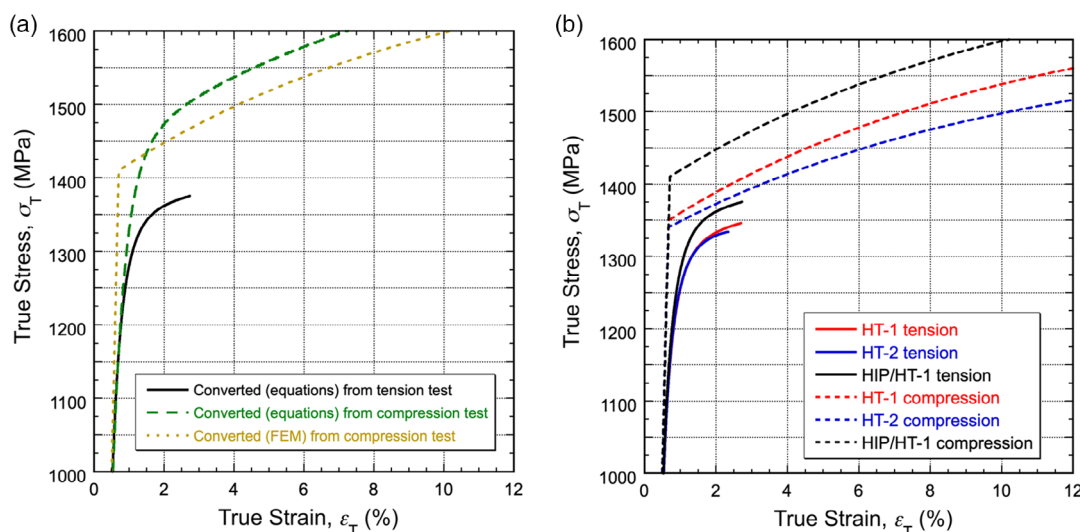 (a)
1600
1500
1400
1300
1200
1100
1000
True Stress, σT (MPa)
Converted (equations) from tension test
Converted (equations) from compression test
Converted (FEM) from compression test
0 2 4 6 8 10 12
True Strain, εT (%)
(b)
1600
1500
1400
1300
1200
1100
1000
True Stress, σT (MPa)
HT-1 tension
HT-2 tension
HIP/HT-1 tension
HT-1 compression
HT-2 compression
HIP/HT-1 compression
0 2 4 6 8 10 12
True Strain, εT (%)